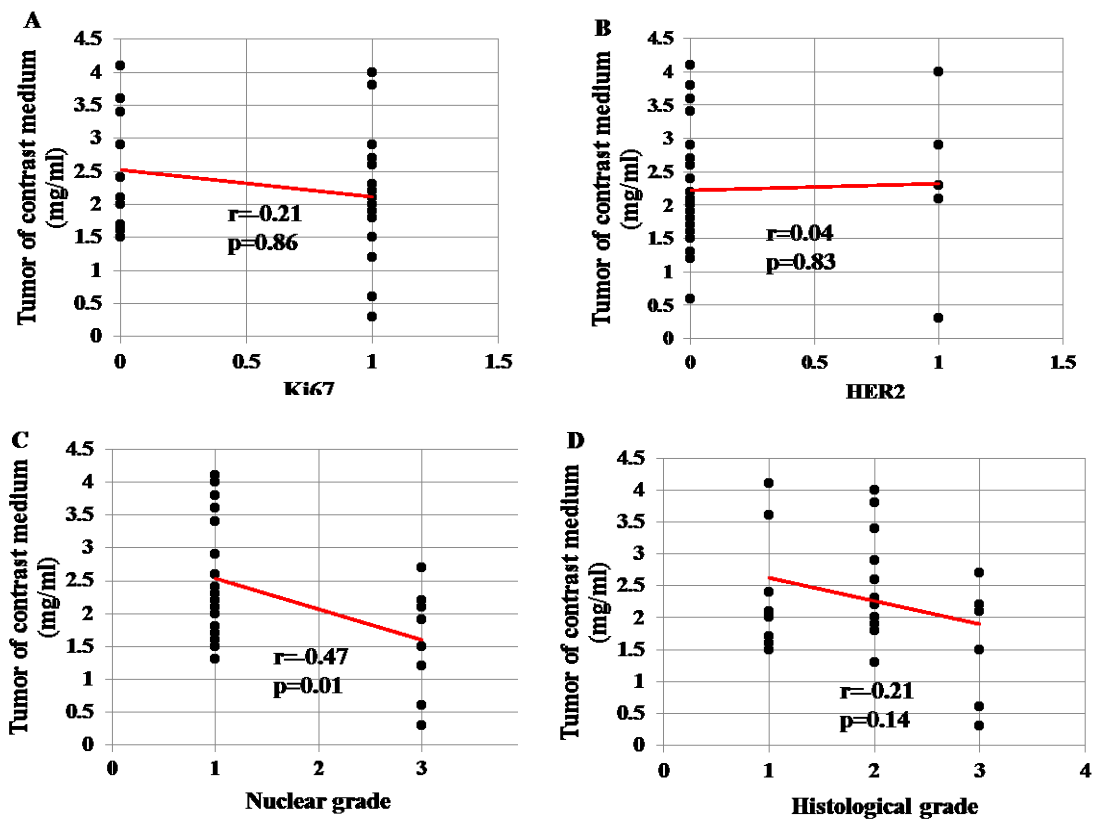 A
Tumor of contrast medium
(mg/ml)
4.5
4
3.5
3
2.5
2
1.5
1
0.5
0
r=-0.21
p=0.86
0
0.5
1
1.5
Ki67
B
Tumor of contrast medium
(mg/ml)
4.5
4
3.5
3
2.5
2
1.5
1
0.5
0
r=0.04
p=0.83
0
0.5
1
1.5
HER2
C
Tumor of contrast medium
(mg/ml)
4.5
4
3.5
3
2.5
2
1.5
1
0.5
0
r=-0.47
p=0.01
0
1
2
3
Nuclear grade
D
Tumor of contrast medium
(mg/ml)
4.5
4
3.5
3
2.5
2
1.5
1
0.5
0
r=-0.21
p=0.14
0
1
2
3
4
Histological grade